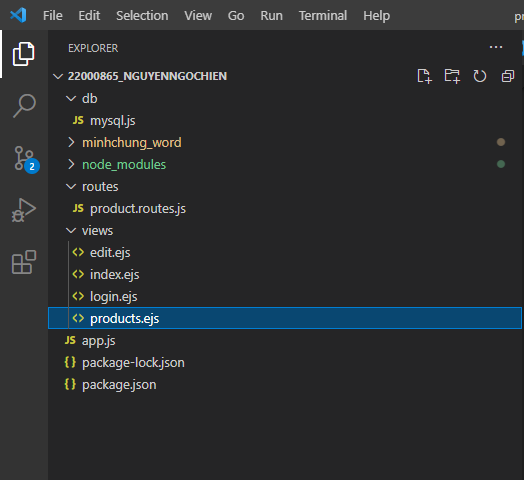 File Edit Selection View Go Run Terminal Help
EXPLORER
22000865_NGUYENNGOCHIEN
db
JS mysql.js
minhchung_word
node_modules
routes
JS product.routes.js
views
edit.ejs
index.ejs
login.ejs
products.ejs
JS app.js
package-lock.json
package.json
2